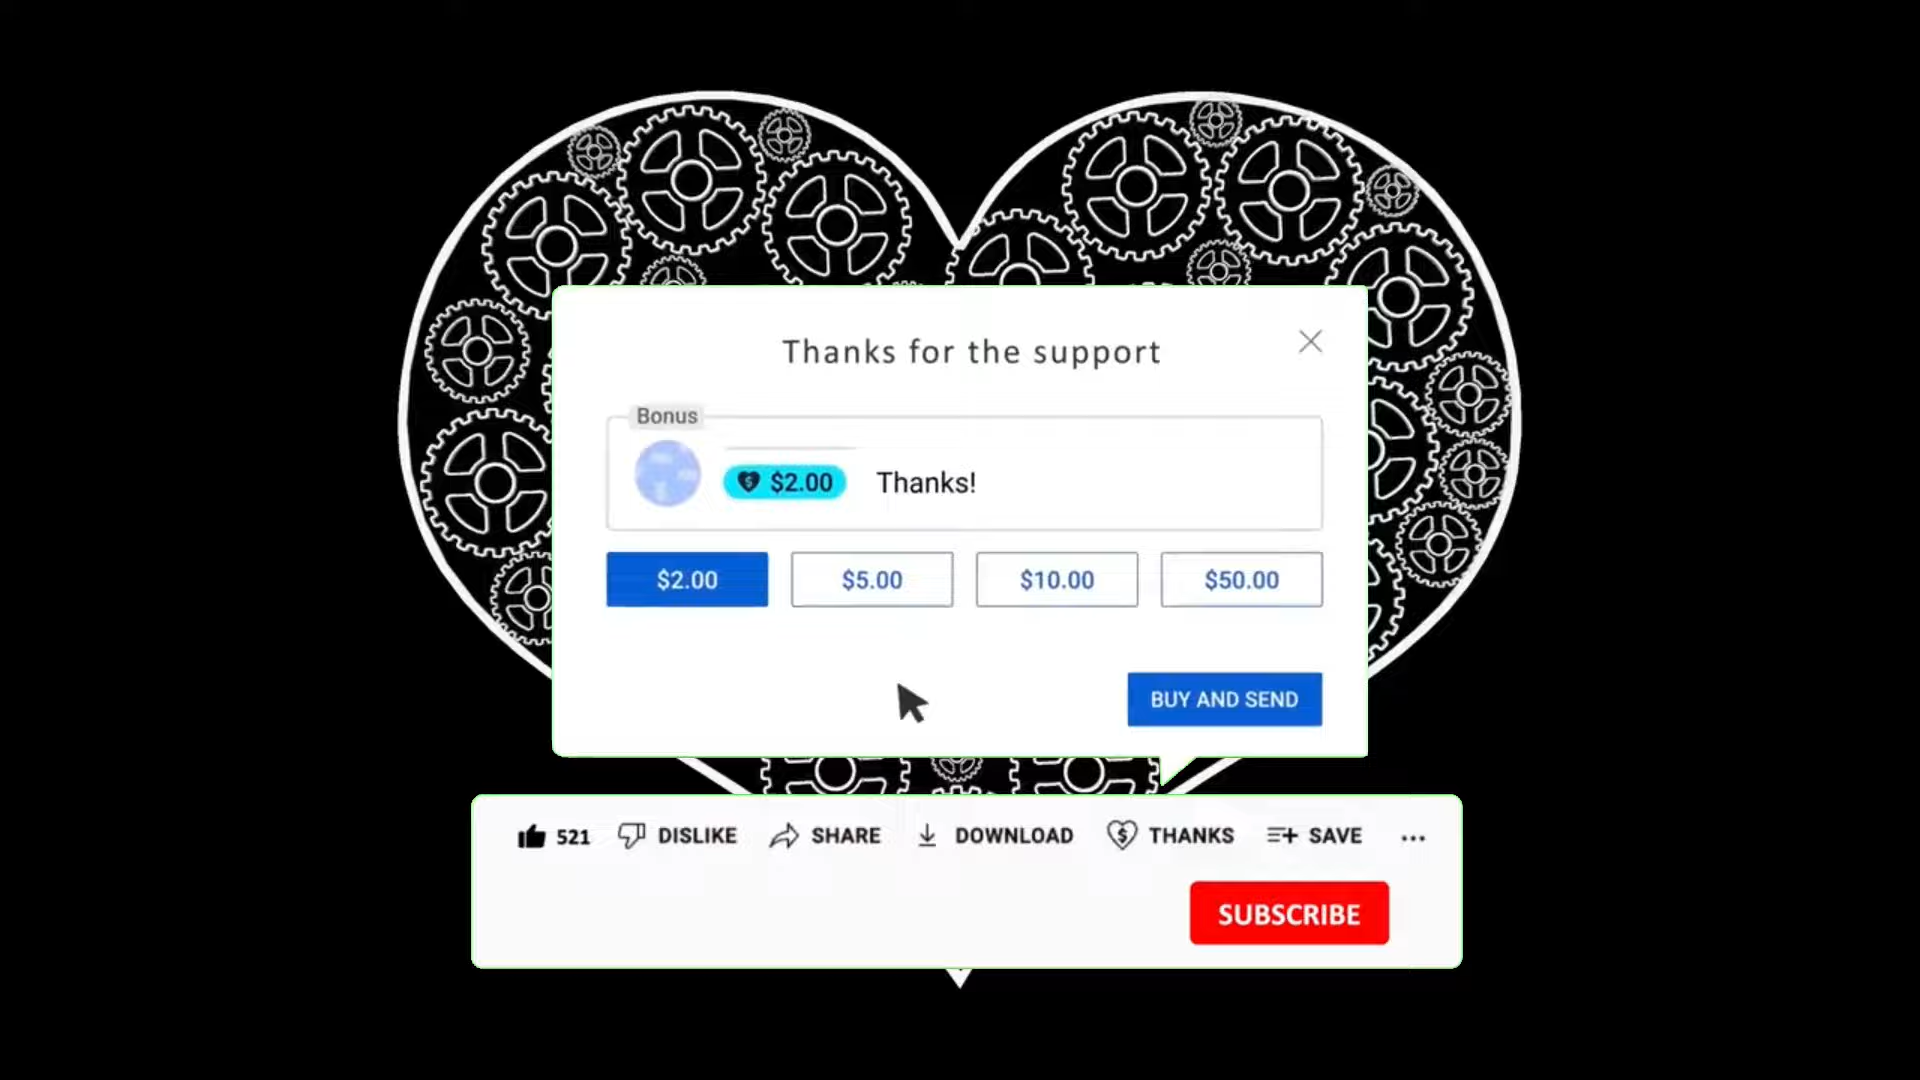 Thanks for the support
Bonus
$2.00 Thanks!
$2.00 $5.00 $10.00 $50.00
BUY AND SEND
521 DISLIKE SHARE DOWNLOAD THANKS SAVE ...
SUBSCRIBE